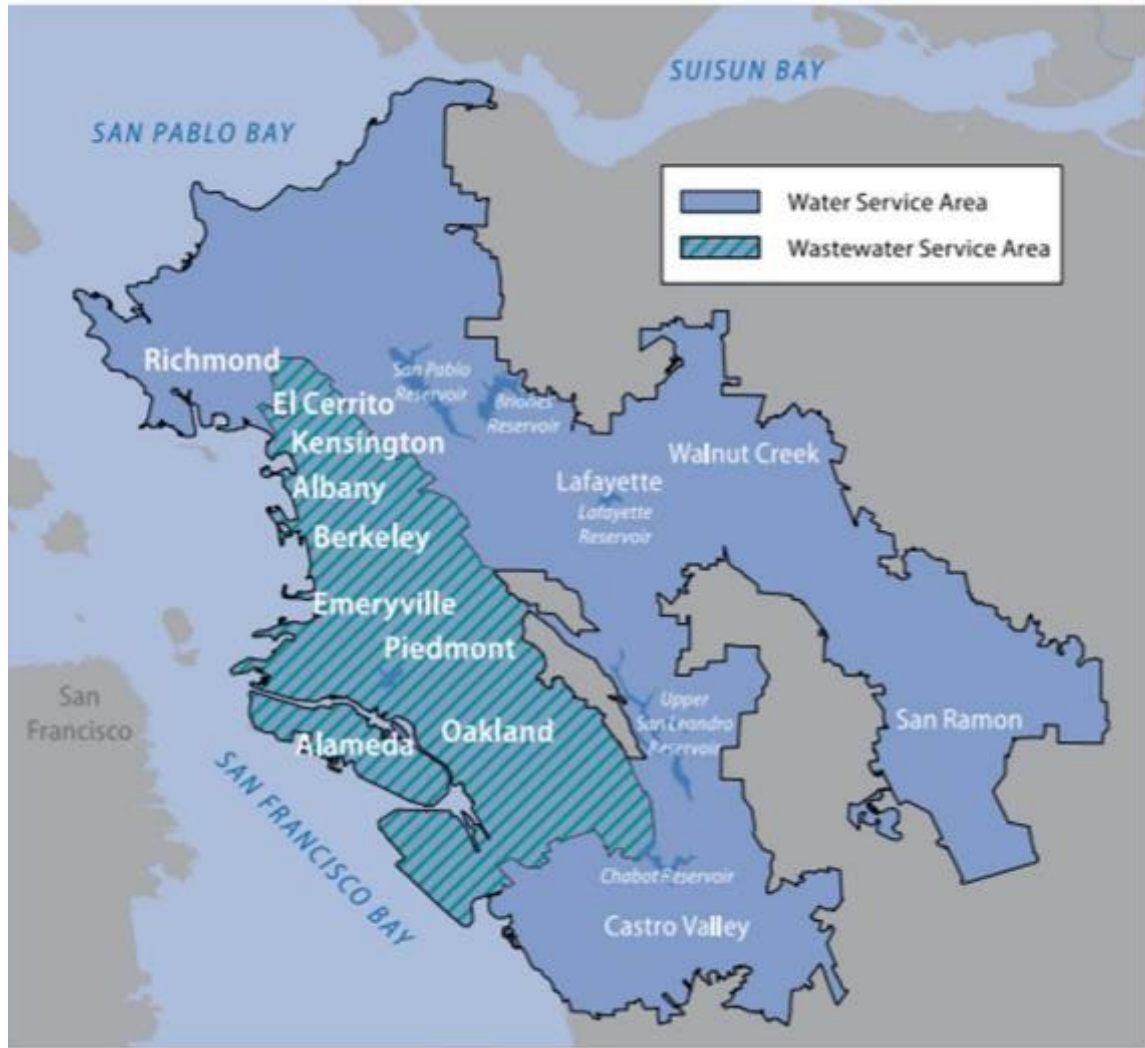 SUISUN BAY
SAN PABLO BAY
Water Service Area
Wastewater Service Area
Richmond
San Pablo
Reservoir
El Cerrito
Briones
Reservoir
Kensington
Walnut Creek
Albany
Lafayette
Lafayette
Reservoir
Berkeley
Emeryville
Piedmont
San
Francisco
Upper
San Leandro
Reservoir
San Ramon
Oakland
Alameda
SAN FRANCISCO BAY
Chabot Reservoir
Castro Valley